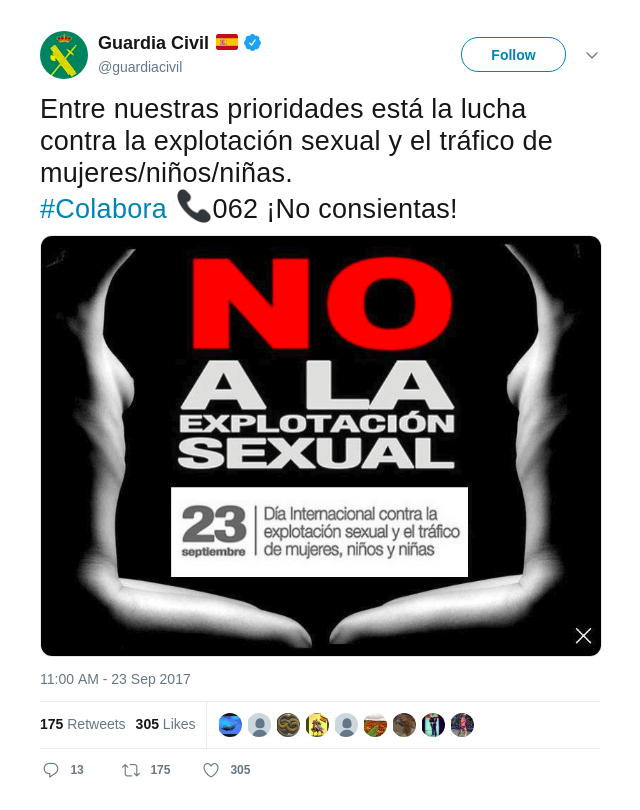 Guardia Civil
@guardiacivil
Follow
Entre nuestras prioridades está la lucha
contra la explotación sexual y el tráfico de
mujeres/niños/niñas.
#Colabora 062 ¡No consientas!
NO
A LA
EXPLOTACIÓN
SEXUAL
23
septiembre
Día Internacional contra la
explotación sexual y el tráfico
de mujeres, niños y niñas
11:00 AM - 23 Sep 2017
175 Retweets 305 Likes
13 175 305